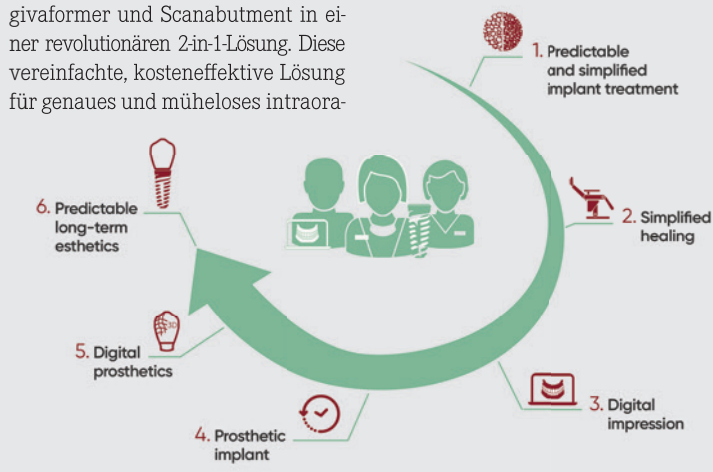 givaformer und Scanabutment in ei-
ner revolutionären 2-in-1-Lösung. Diese
vereinfachte, kosteneffektive Lösung
für genaues und müheloses intraora-
1. Predictable
and simplified
implant treatment
2. Simplified
healing
3. Digital
impression
4. Prosthetic
implant
5. Digital
prosthetics
3D
6. Predictable
long-term
esthetics